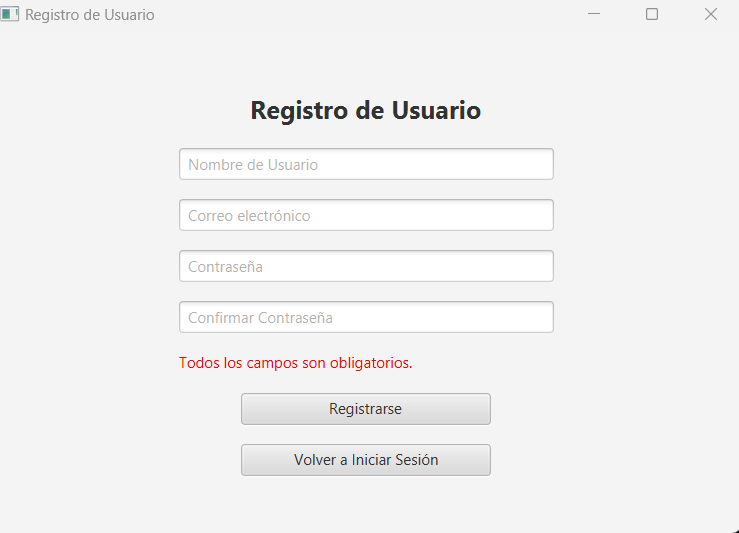 Registro de Usuario
Registro de Usuario
Nombre de Usuario
Correo electrónico
Contraseña
Confirmar Contraseña
Todos los campos son obligatorios.
Registrarse
Volver a Iniciar Sesión